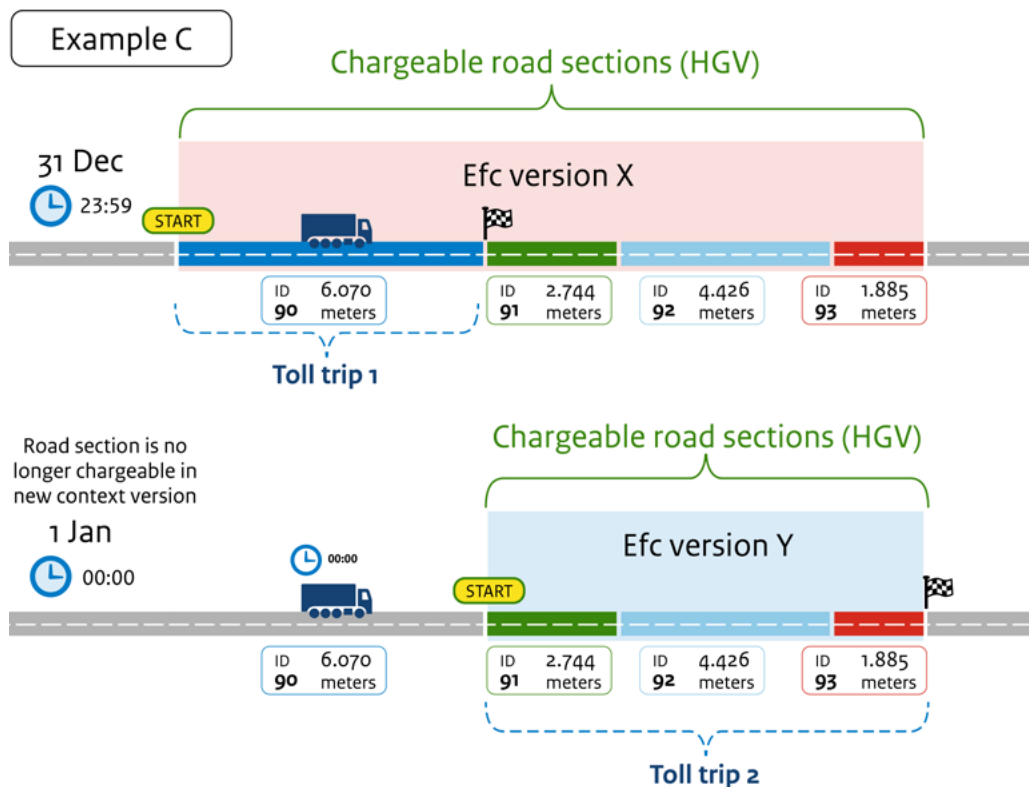 Example C
Chargeable road sections (HGV)
31 Dec
23:59
Efc version X
START
ID 90 6.070 meters
ID 91 2.744 meters
ID 92 4.426 meters
ID 93 1.885 meters
Toll trip 1
Road section is no
longer chargeable in
new context version
1 Jan
00:00
Chargeable road sections (HGV)
00:00
Efc version Y
START
ID 90 6.070 meters
ID 91 2.744 meters
ID 92 4.426 meters
ID 93 1.885 meters
Toll trip 2